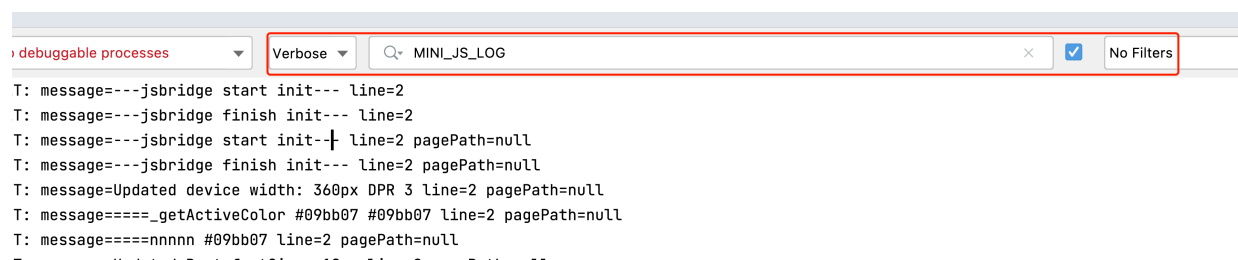 debuggable processes Verbose MINI_JS_LOG No Filters
T: message=---jsbridge start init--- line=2
T: message=---jsbridge finish init--- line=2
T: message=---jsbridge start init--- line=2 pagePath=null
T: message=---jsbridge finish init--- line=2 pagePath=null
T: message=Updated device width: 360px DPR 3 line=2 pagePath=null
T: message=====_getActiveColor #09bb07 #09bb07 line=2 pagePath=null
T: message=====nnnnn #09bb07 line=2 pagePath=null